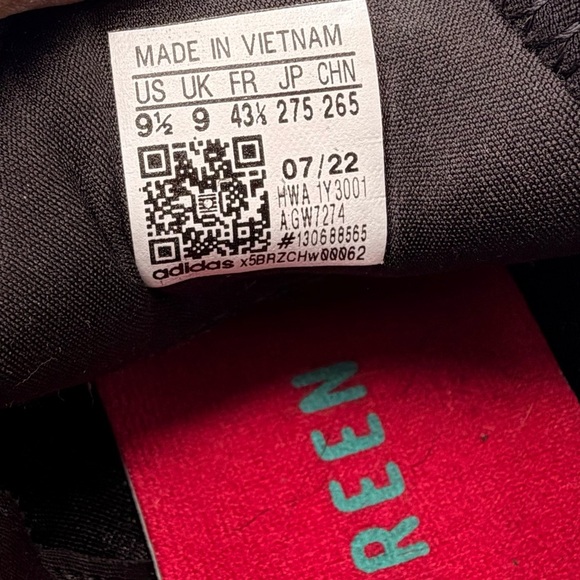 MADE IN VIETNAM
US UK FR JP CHN
9½ 9 43⅓ 275 265
07/22
HWA 1Y3001
A.GW7274
#130688565
adidas x5BRZCHw00062
REEN